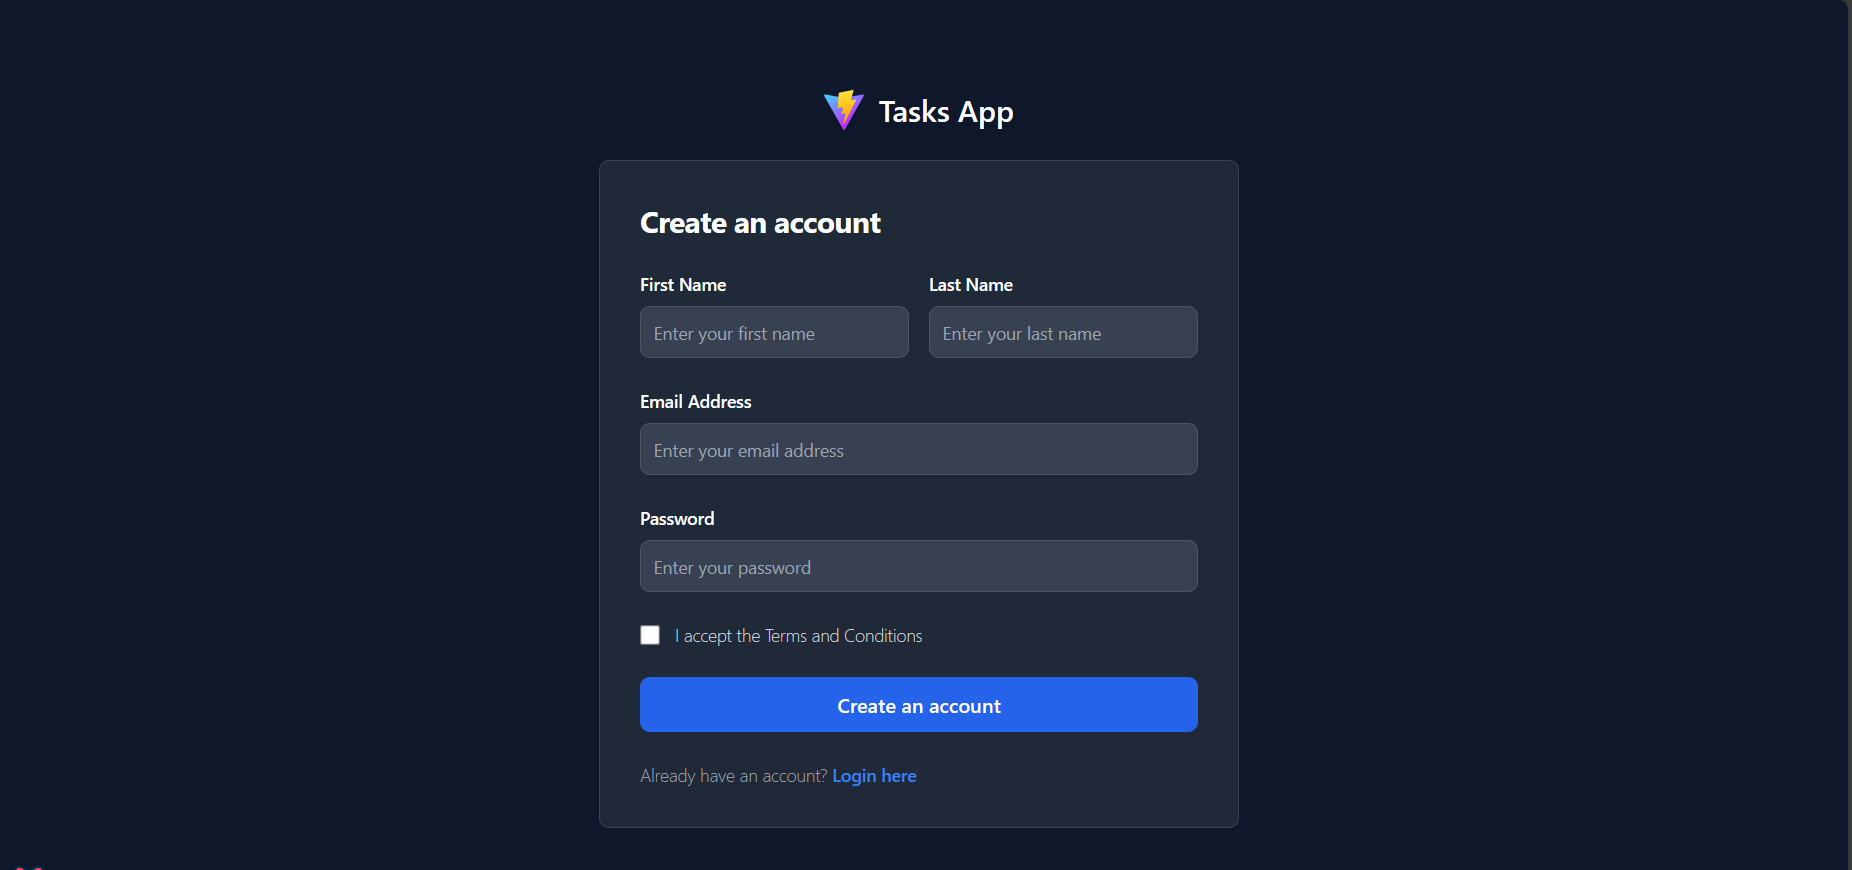 Tasks App
Create an account
First Name
Last Name
Enter your first name
Enter your last name
Email Address
Enter your email address
Password
Enter your password
I accept the Terms and Conditions
Create an account
Already have an account? Login here